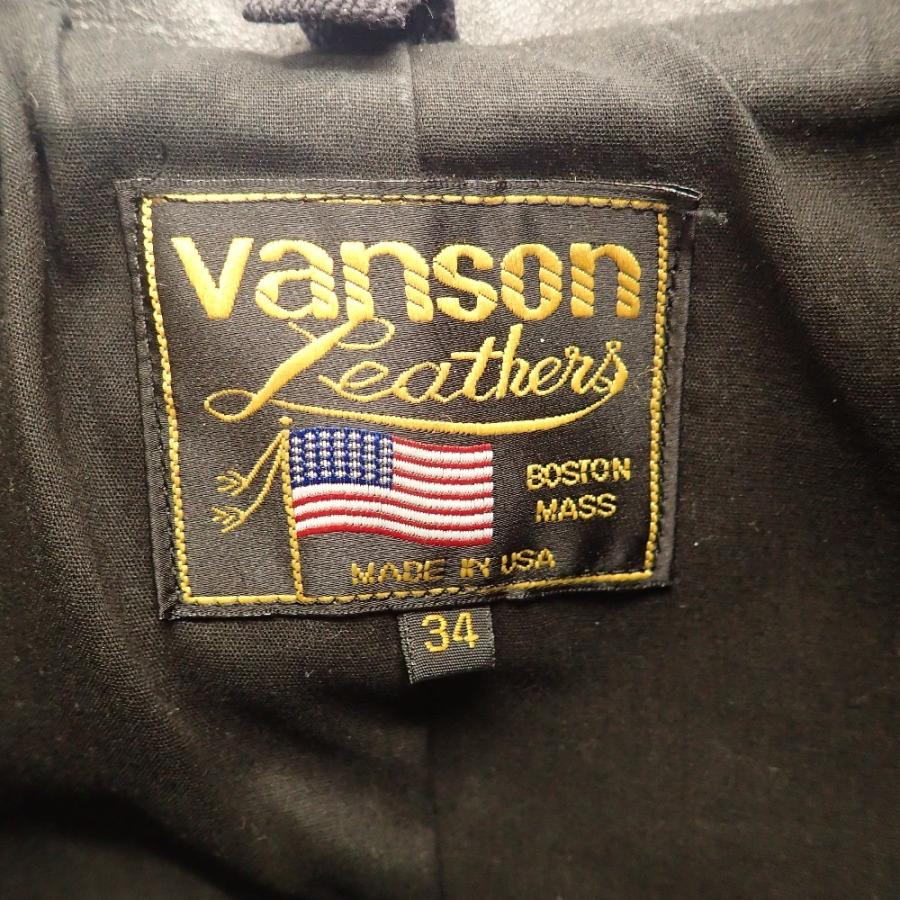 vanson
Leathers
BOSTON
MASS
MADE IN USA
34